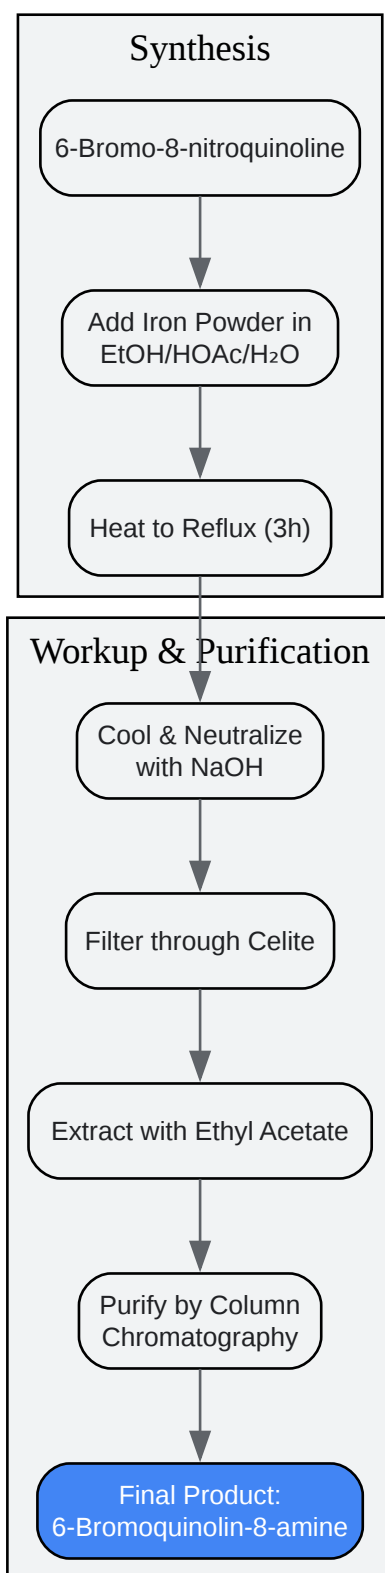 Synthesis
6-Bromo-8-nitroquinoline
Add Iron Powder in
EtOH/HOAc/H₂O
Heat to Reflux (3h)
Workup & Purification
Cool & Neutralize
with NaOH
Filter through Celite
Extract with Ethyl Acetate
Purify by Column
Chromatography
Final Product:
6-Bromoquinolin-8-amine